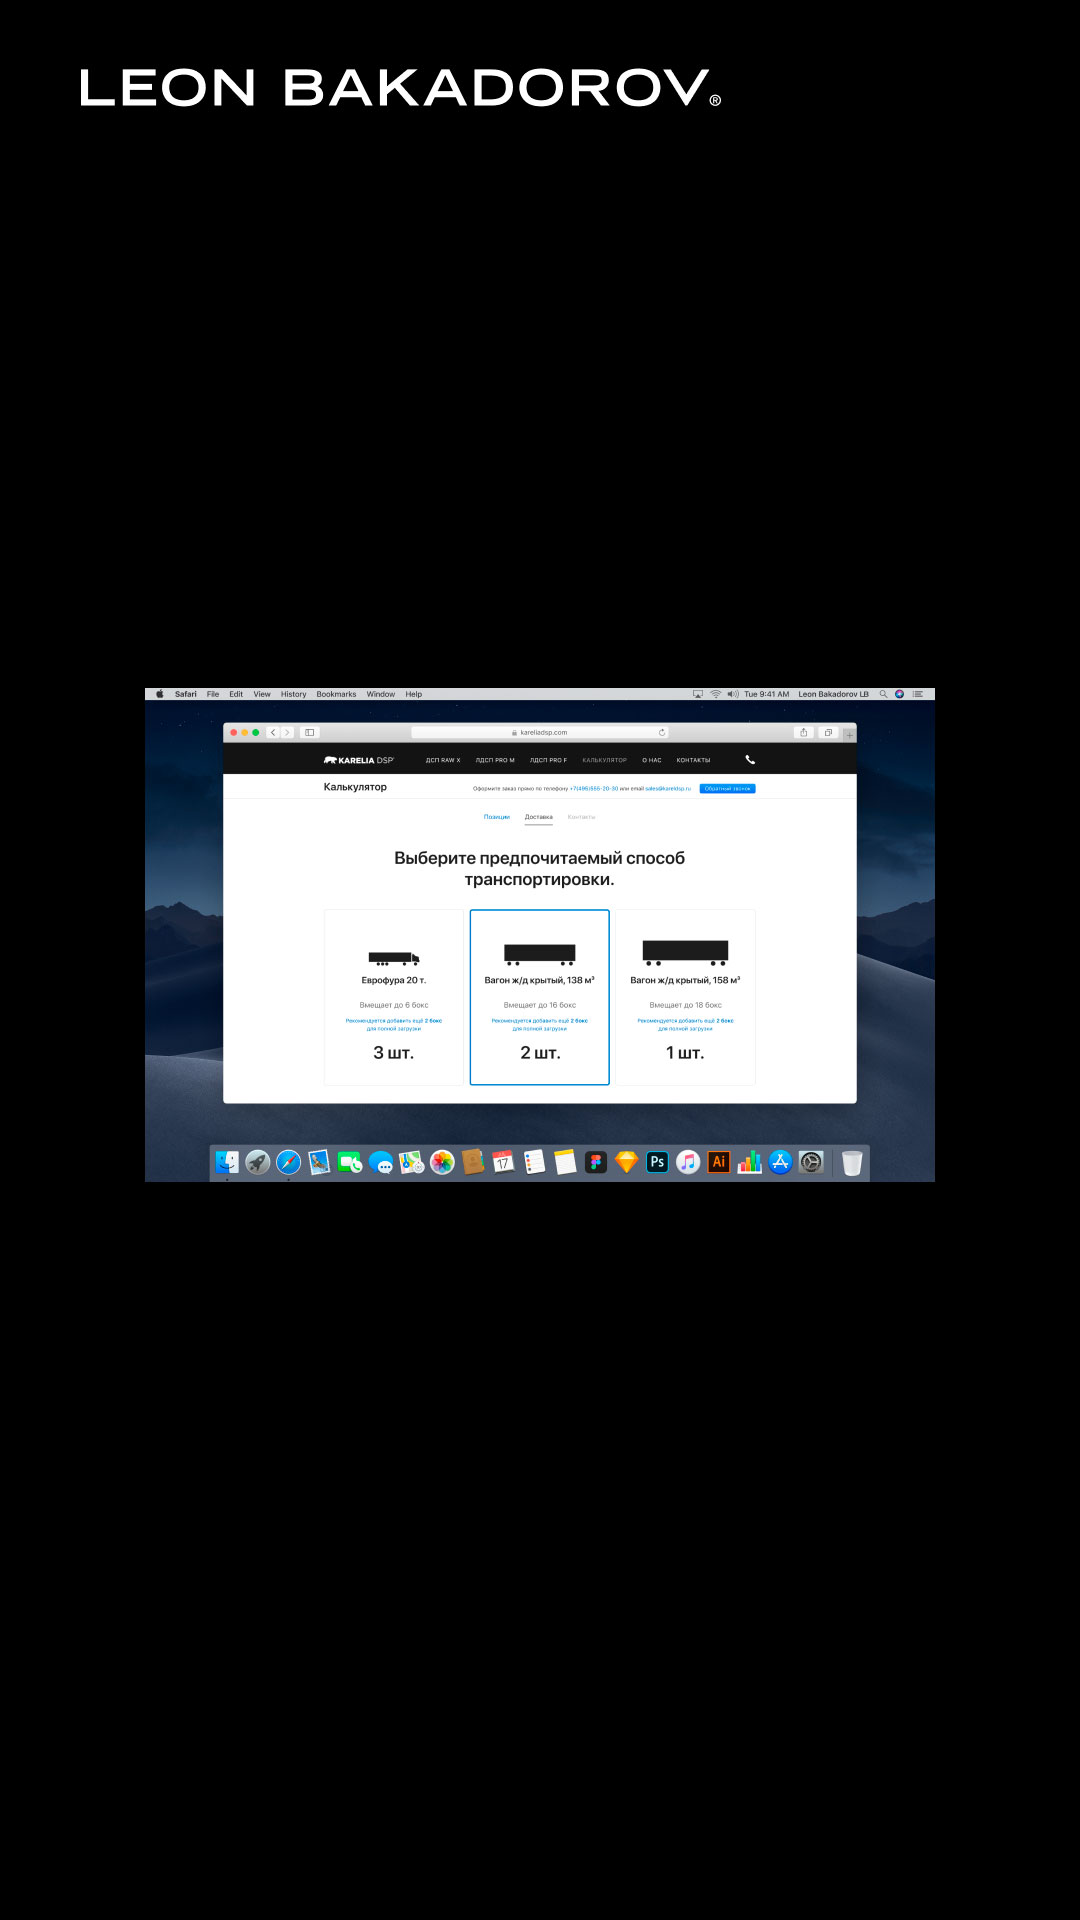 LEON BAKADOROV®
Safari File Edit View History Bookmarks Window Help
Tue 9:41 AM Leon Bakadorov LB
kareliadsp.com
KARELIA DSP
ДСП RAW X ЛДСП PRO M ЛДСП PRO F КАЛЬКУЛЯТОР О НАС КОНТАКТЫ
Калькулятор
Оформите заказ прямо по телефону +7(495)555-20-30 или email sales@kareldsp.ru
Обратный звонок
Позиции Доставка Контакты
Выберите предпочитаемый способ
транспортировки.
Еврофура 20 т.
Вмещает до 6 бокс
Рекомендуется добавить ещё 2 бокс
для полной загрузки
3 шт.
Вагон ж/д крытый, 138 м³
Вмещает до 16 бокс
Рекомендуется добавить ещё 2 бокс
для полной загрузки
2 шт.
Вагон ж/д крытый, 158 м³
Вмещает до 18 бокс
Рекомендуется добавить ещё 2 бокс
для полной загрузки
1 шт.
17
Ps
Ai